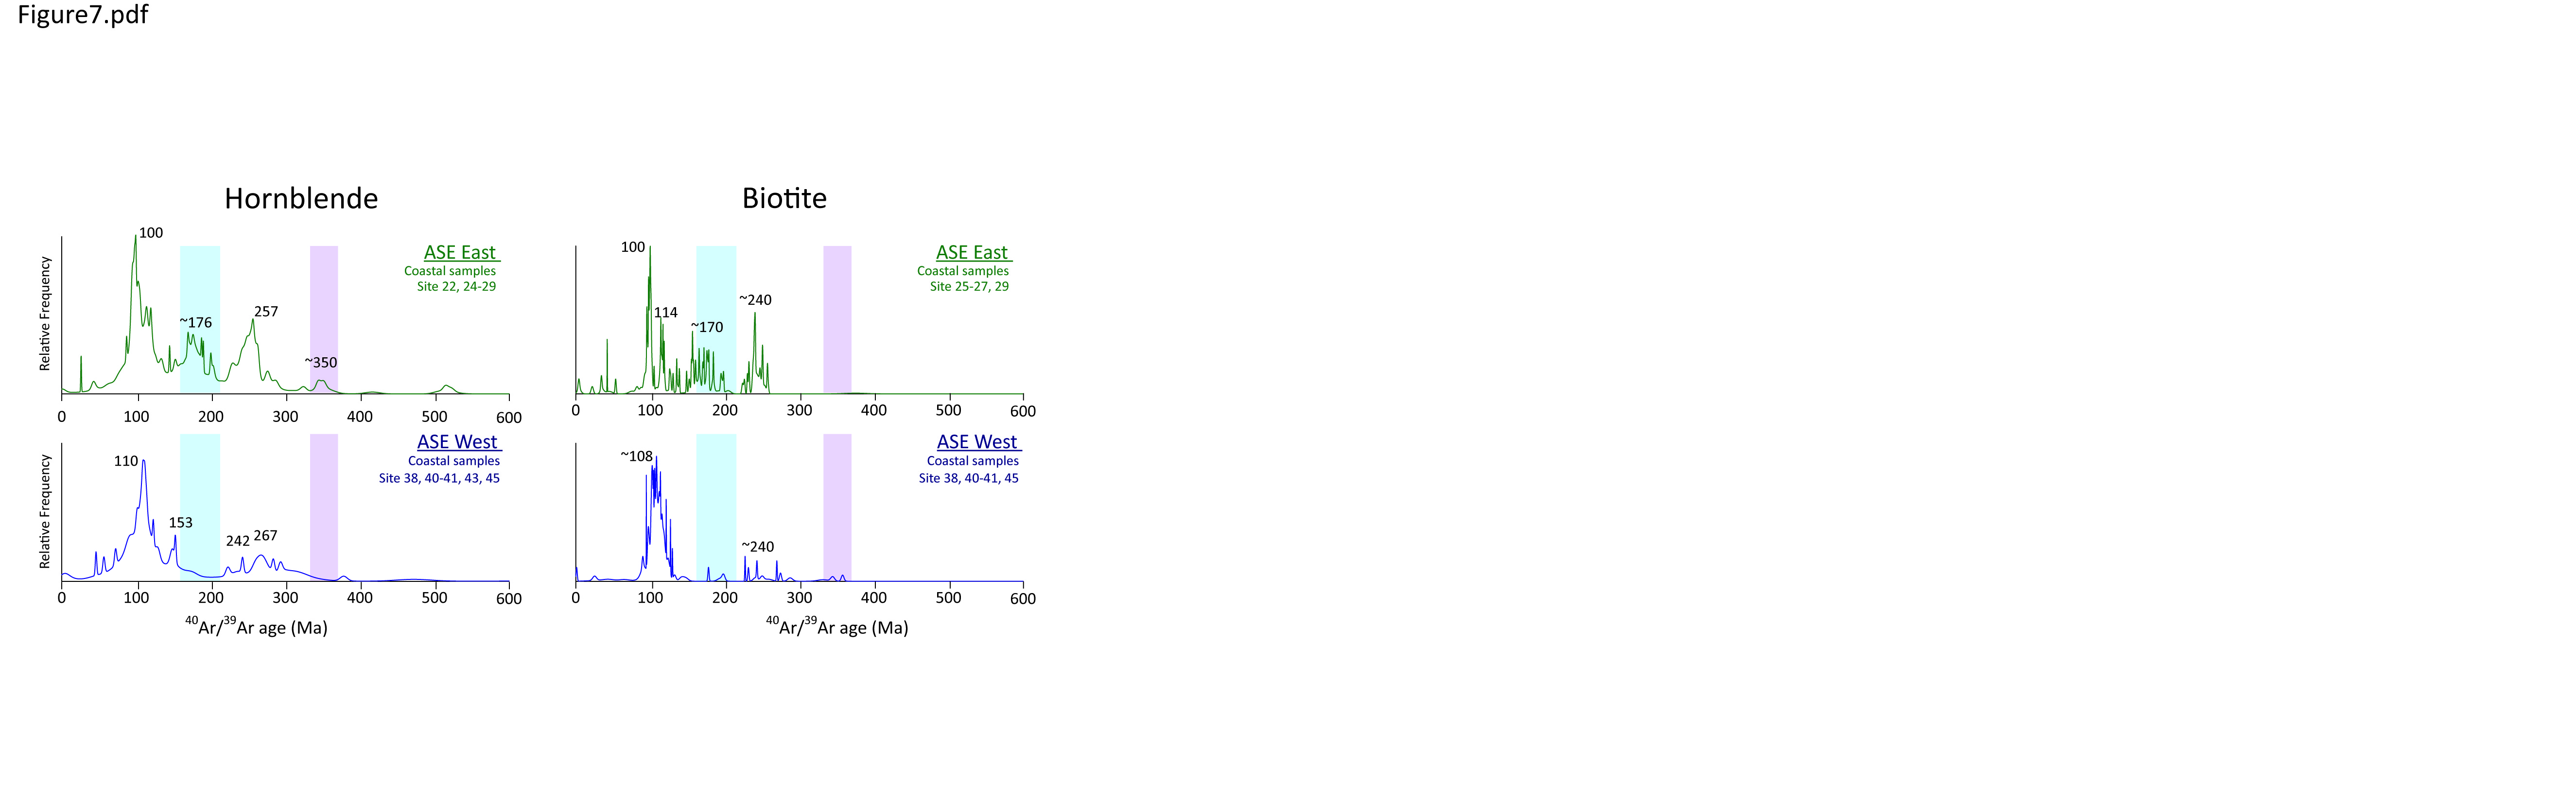 Figure7.pdf
Hornblende
Biotite
Relative Frequency
100
~176
257
~350
ASE East
Coastal samples
Site 22, 24-29
0 100 200 300 400 500 600
100
114
~170
~240
ASE East
Coastal samples
Site 25-27, 29
0 100 200 300 400 500 600
Relative Frequency
110
153
242
267
ASE West
Coastal samples
Site 38, 40-41, 43, 45
0 100 200 300 400 500 600
40Ar/39Ar age (Ma)
~108
~240
ASE West
Coastal samples
Site 38, 40-41, 45
0 100 200 300 400 500 600
40Ar/39Ar age (Ma)